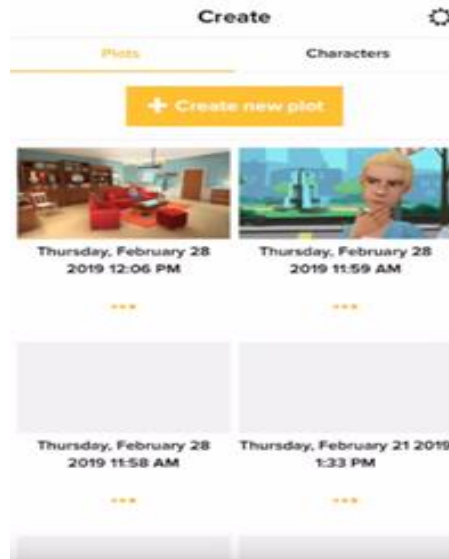 Create
Plots Characters
+ Create new plot
Thursday, February 28 Thursday, February 28
2019 12:06 PM 2019 11:59 AM
Thursday, February 28 Thursday, February 21 2019
2019 11:58 AM 1:33 PM